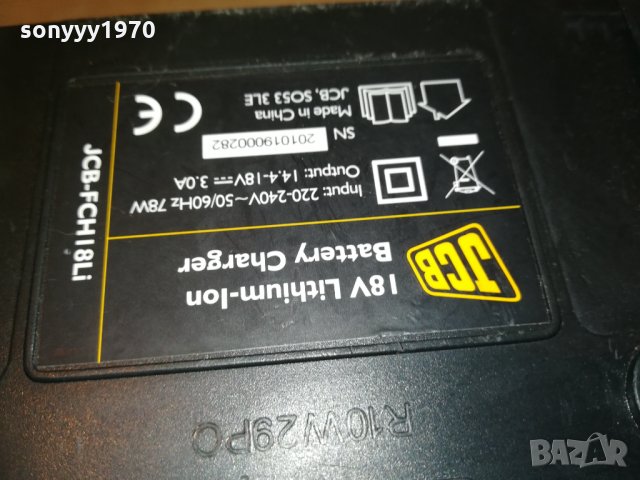 sonyyy1970
JCB
18V Lithium-Ion
Battery Charger
Input: 220-240V~50/60Hz 78W
Output: 14.4-18V⎓ 3.0A
SN 201019000282
Made in China
JCB, SO53 3LE
CE
JCB-FCH18Li
R10W29PO
BAZAR